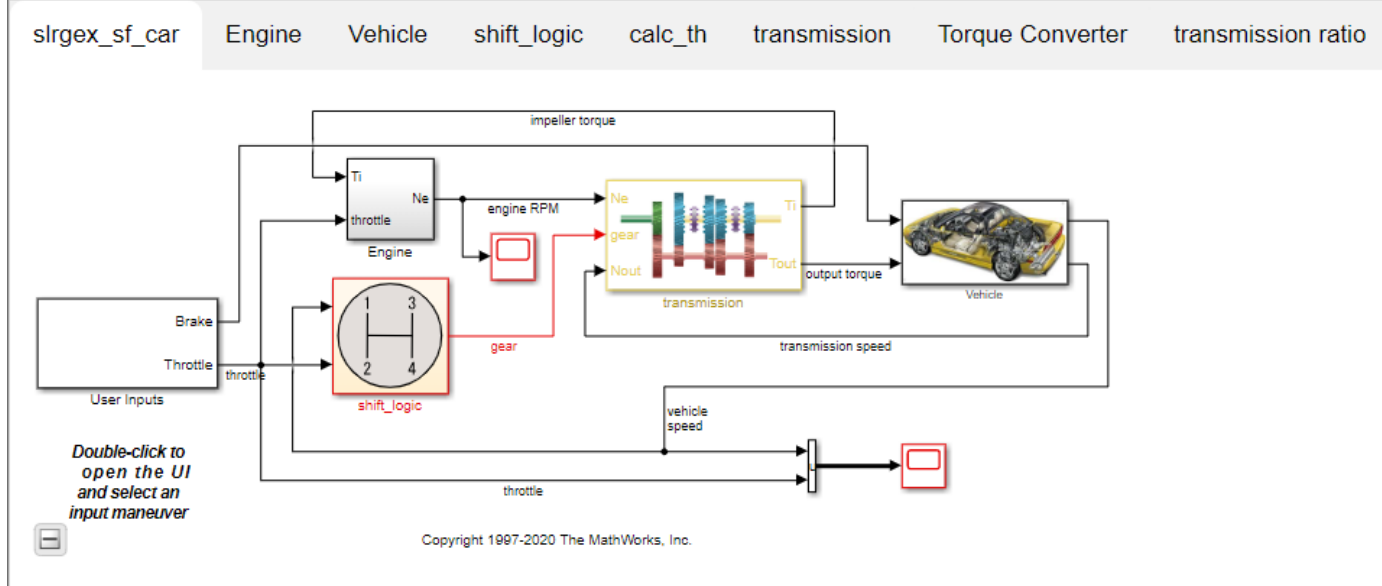 slrgex_sf_car Engine Vehicle shift_logic calc_th transmission Torque Converter transmission ratio
impeller torque
Ti
throttle
Ne
Engine
engine RPM
Ne
gear
Nout
Ti
Tout
transmission
output torque
Vehicle
transmission speed
Brake
Throttle
User Inputs
throttle
1 3
2 4
shift_logic
gear
vehicle
speed
throttle
Double-click to
open the UI
and select an
input maneuver
Copyright 1997-2020 The MathWorks, Inc.